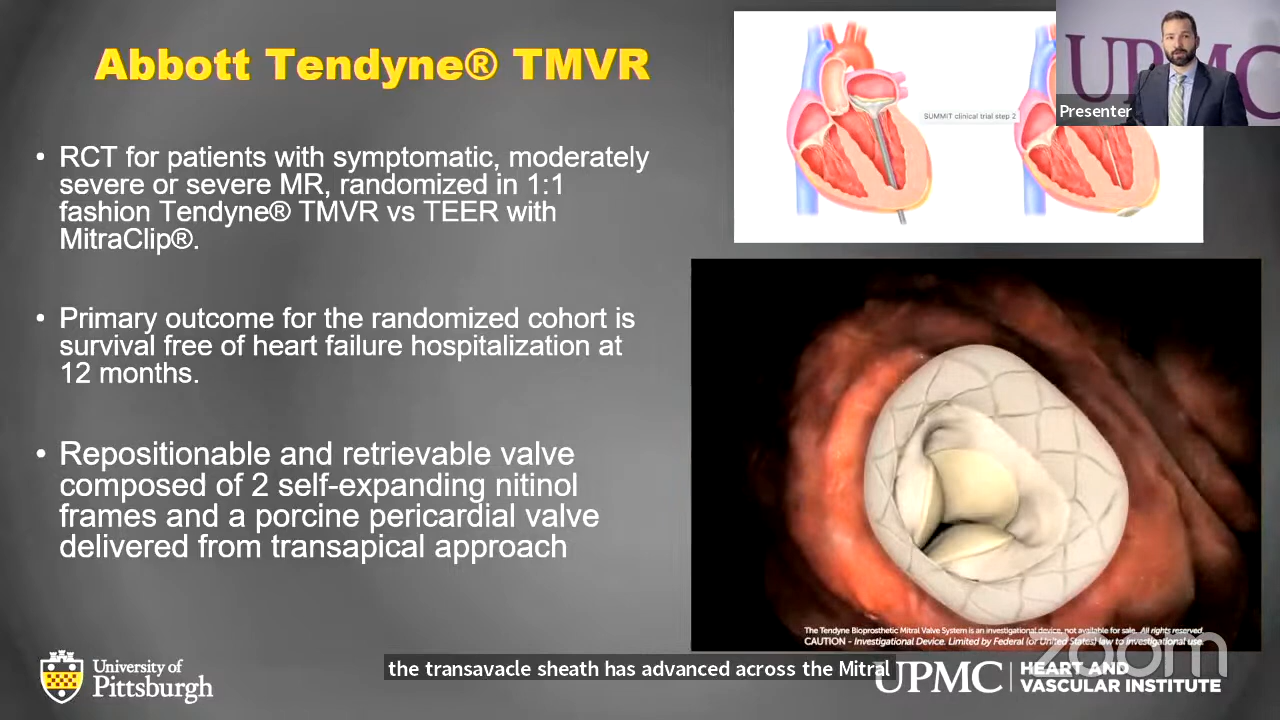 Abbott Tendyne® TMVR
• RCT for patients with symptomatic, moderately
severe or severe MR, randomized in 1:1
fashion Tendyne® TMVR vs TEER with
MitraClip®.
• Primary outcome for the randomized cohort is
survival free of heart failure hospitalization at
12 months.
• Repositionable and retrievable valve
composed of 2 self-expanding nitinol
frames and a porcine pericardial valve
delivered from transapical approach
SUMMIT clinical trial step 2
UPMC
Presenter
The Tendyne Bioprosthetic Mitral Valve System is an investigational device, not available for sale. All rights reserved.
CAUTION - Investigational Device. Limited by Federal (or United States) law to investigational use.
zoom
University of
Pittsburgh
the transavacle sheath has advanced across the Mitral
UPMC | HEART AND
VASCULAR INSTITUTE